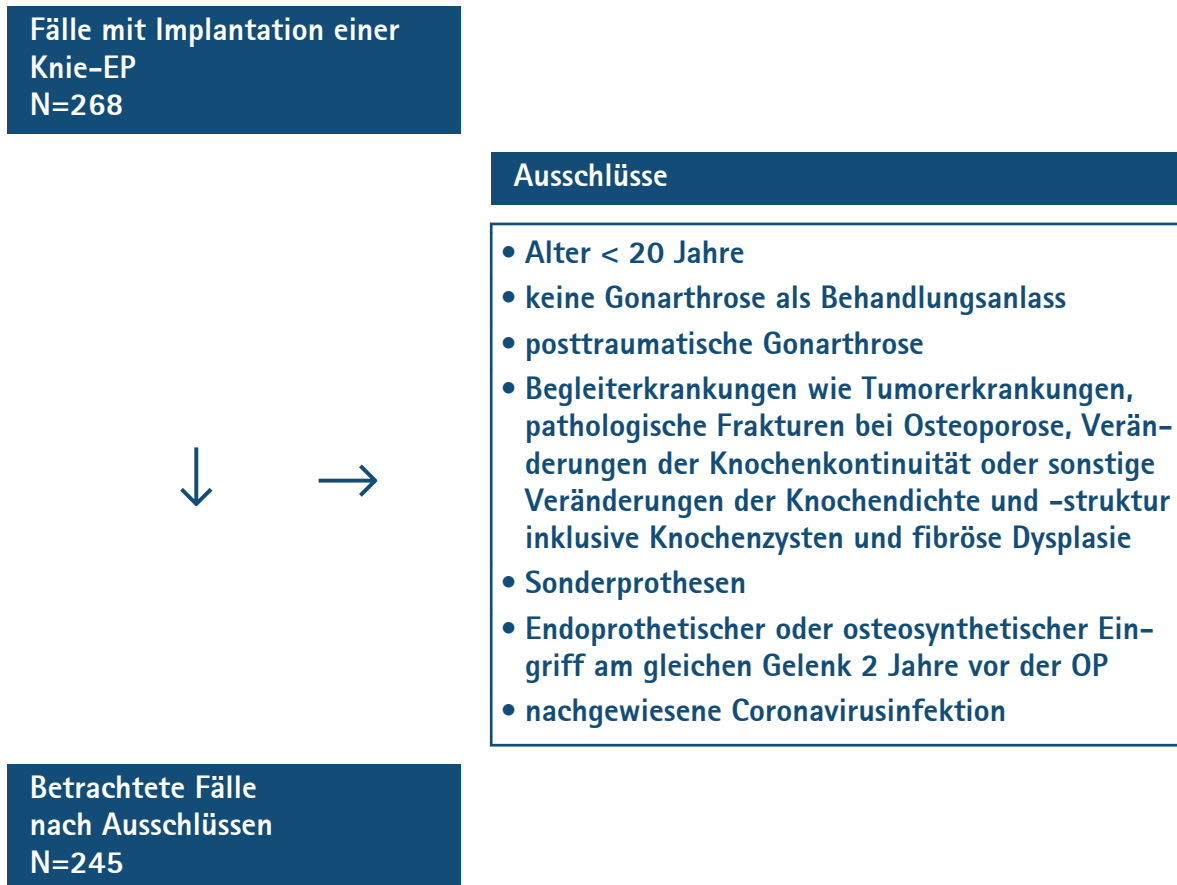 Fälle mit Implantation einer
Knie-EP
N=268
Ausschlüsse
• Alter < 20 Jahre
• keine Gonarthrose als Behandlungsanlass
• posttraumatische Gonarthrose
• Begleiterkrankungen wie Tumorerkrankungen,
pathologische Frakturen bei Osteoporose, Verän-
derungen der Knochenkontinuität oder sonstige
Veränderungen der Knochendichte und -struktur
inklusive Knochenzysten und fibröse Dysplasie
• Sonderprothesen
• Endoprothetischer oder osteosynthetischer Ein-
griff am gleichen Gelenk 2 Jahre vor der OP
• nachgewiesene Coronavirusinfektion
Betrachtete Fälle
nach Ausschlüssen
N=245